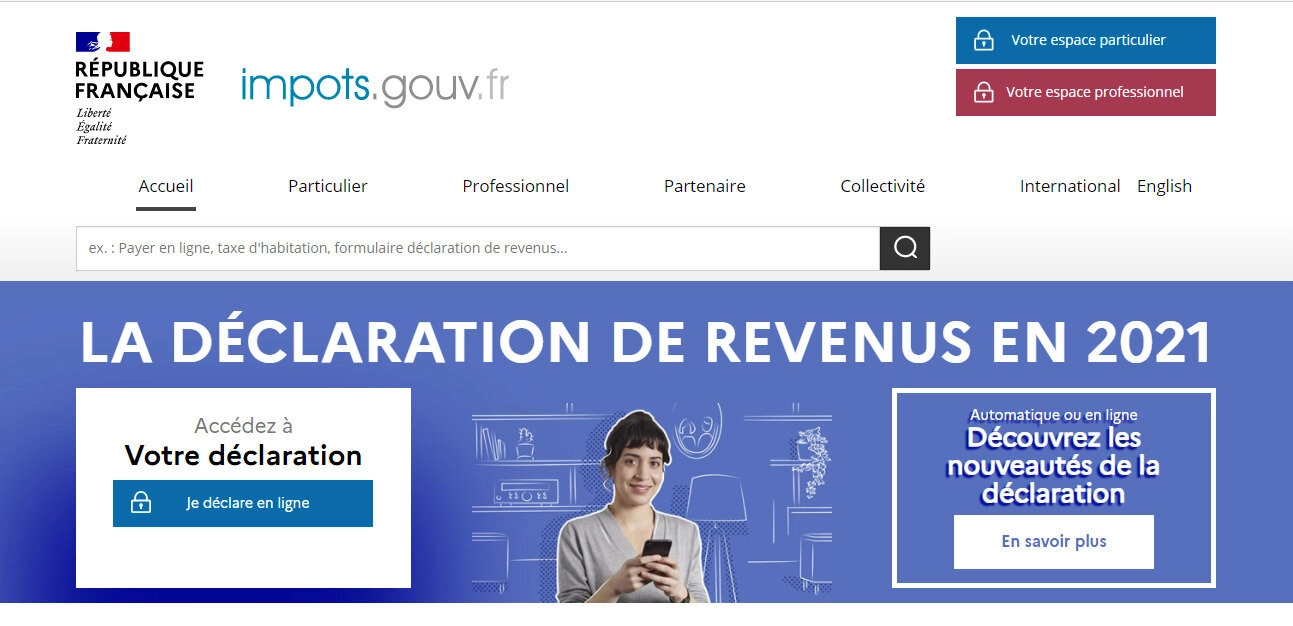 RÉPUBLIQUE
FRANÇAISE
Liberté
Égalité
Fraternité
impots.gouv.fr
Votre espace particulier
Votre espace professionnel
Accueil Particulier Professionnel Partenaire Collectivité International English
ex. : Payer en ligne, taxe d'habitation, formulaire déclaration de revenus...
LA DÉCLARATION DE REVENUS EN 2021
Accédez à
Votre déclaration
Je déclare en ligne
Automatique ou en ligne
Découvrez les
nouveautés de la
déclaration
En savoir plus